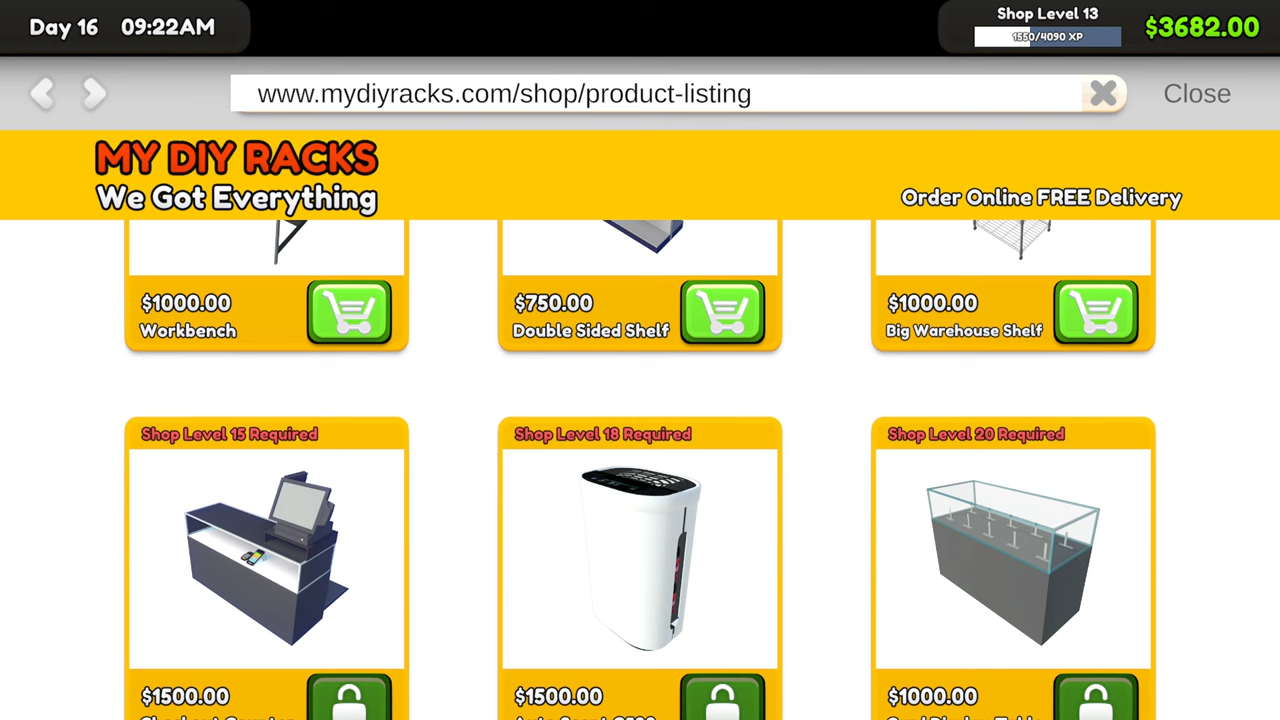 Day 16 09:22AM
Shop Level 13
1550/4090 XP
$3682.00
www.mydiyracks.com/shop/product-listing
Close
MY DIY RACKS
We Got Everything
Order Online FREE Delivery
$1000.00
Workbench
$750.00
Double Sided Shelf
$1000.00
Big Warehouse Shelf
Shop Level 15 Required
Shop Level 18 Required
Shop Level 20 Required
$1500.00
$1500.00
$1000.00